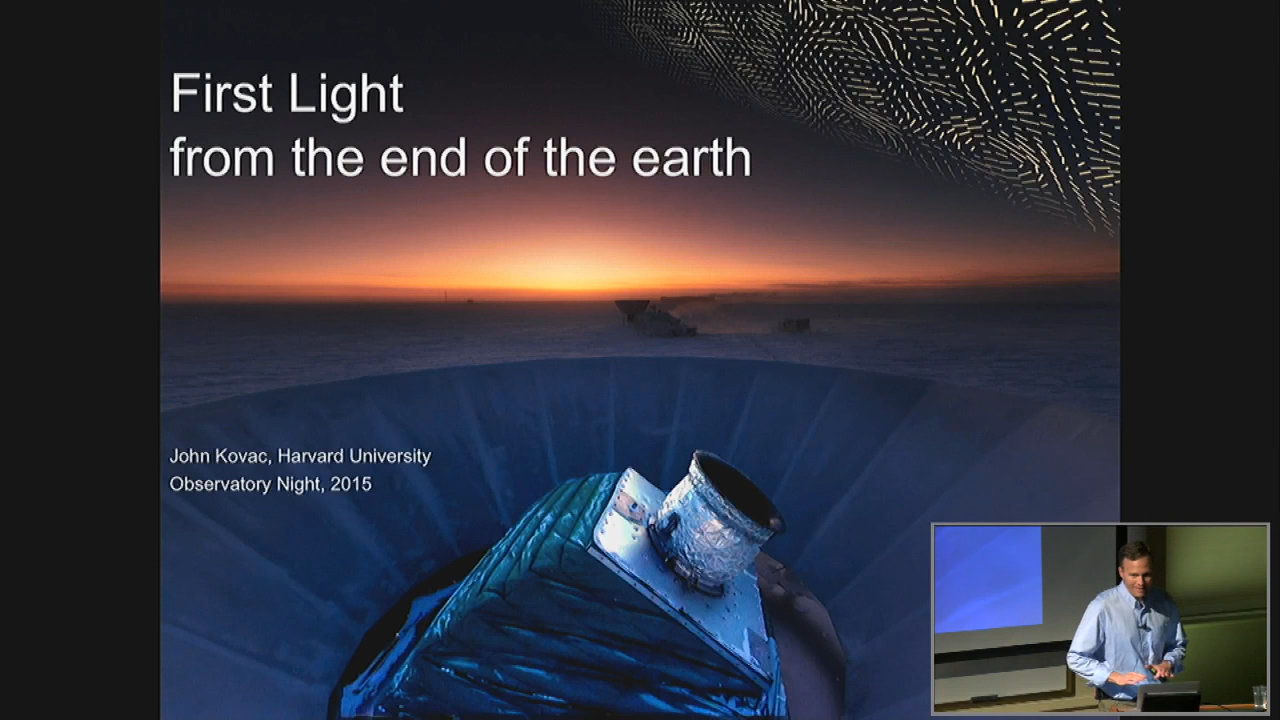 First Light
from the end of the earth
John Kovac, Harvard University
Observatory Night, 2015